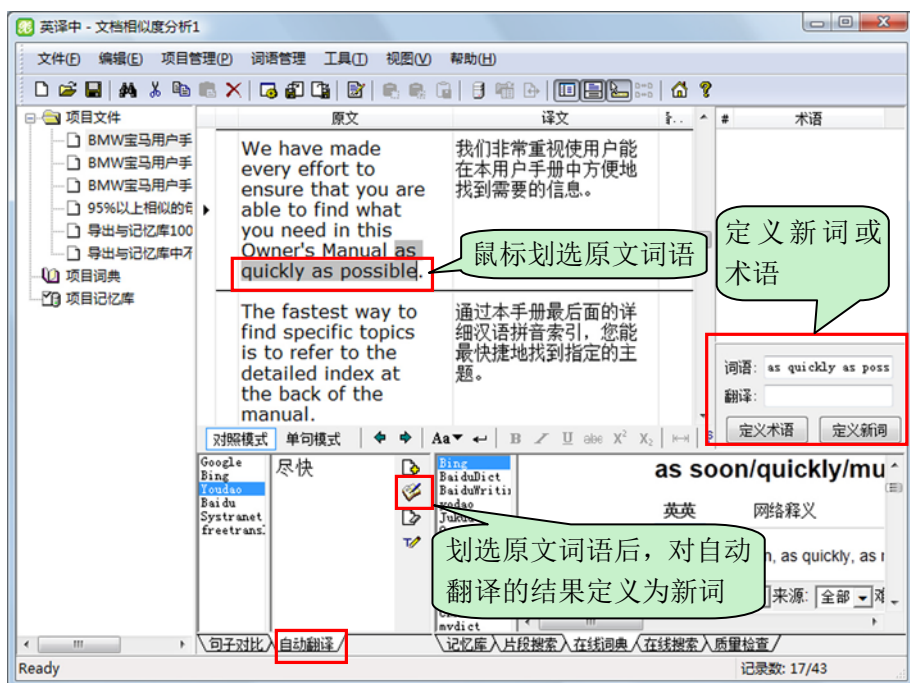 英译中 - 文档相似度分析1
文件(F) 编辑(E) 项目管理(P) 词语管理 工具(T) 视图(V) 帮助(H)
项目文件
BMW宝马用户手
BMW宝马用户手
BMW宝马用户手
95%以上相似的句
导出与记忆库100
导出与记忆库中不
项目词典
项目记忆库
原文 译文
We have made
every effort to
ensure that you are
able to find what
you need in this
Owner's Manual as
quickly as possible.
我们非常重视使用户能
在本用户手册中方便地
找到需要的信息。
The fastest way to
find specific topics
is to refer to the
detailed index at
the back of the
manual.
通过本手册最后面的详
细汉语拼音索引，您能
最快捷地找到指定的主
题。
鼠标划选原文词语
# 术语
定义新词或
术语
词语: as quickly as poss
翻译:
定义术语 定义新词
对照模式 单句模式 Aa B I U abc X² X₂
Google
Bing
Youdao
Baidu
Systranet
freetrans.
尽快
Bing
BaiduDict
BaiduWriti
as soon/quickly/mu
英英 网络释义
, as quickly, as
来源: 全部
mydict
划选原文词语后，对自动
翻译的结果定义为新词
句子对比 自动翻译
记忆库 片段搜索 在线词典 在线搜索 质量检查
Ready
记录数: 17/43